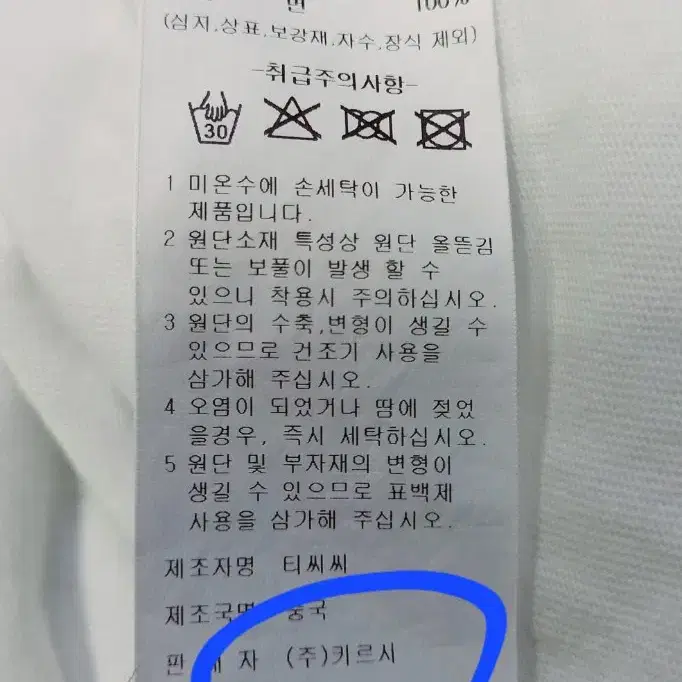 면 100%
(심지,상표,보강재,자수,장식 제외)
-취급주의사항-
30
1 미온수에 손세탁이 가능한
제품입니다.
2 원단소재 특성상 원단 올뜯김
또는 보풀이 발생 할 수
있으니 착용시 주의하십시오.
3 원단의 수축,변형이 생길 수
있으므로 건조기 사용을
삼가해 주십시오.
4 오염이 되었거나 땀에 젖었
을경우, 즉시 세탁하십시오.
5 원단 및 부자재의 변형이
생길 수 있으므로 표백제
사용을 삼가해 주십시오.
제조자명 티씨씨
제조국명 중국
판매자 (주)키르시